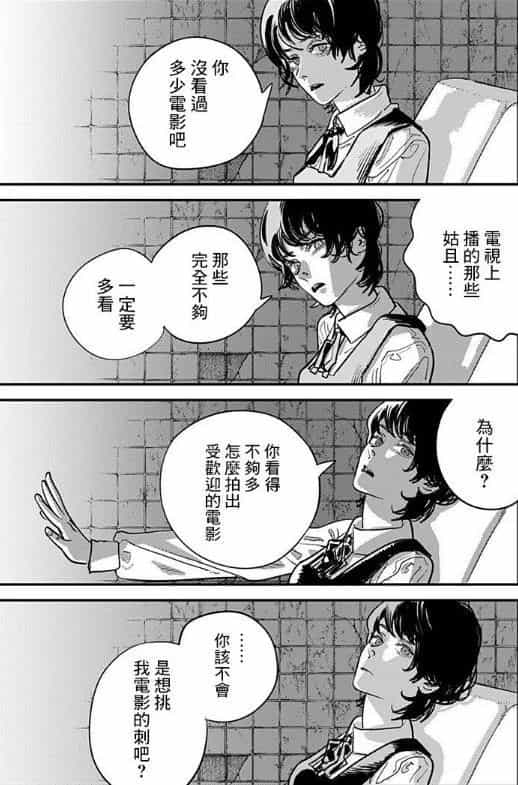 你
沒看過
多少電影吧
電視上
播的那些
姑且……
那些
完全不夠
一定要
多看
為什麼?
你看得
不夠多
怎麼拍出
受歡迎的電影
……
你該不會
是想挑
我電影的刺吧?